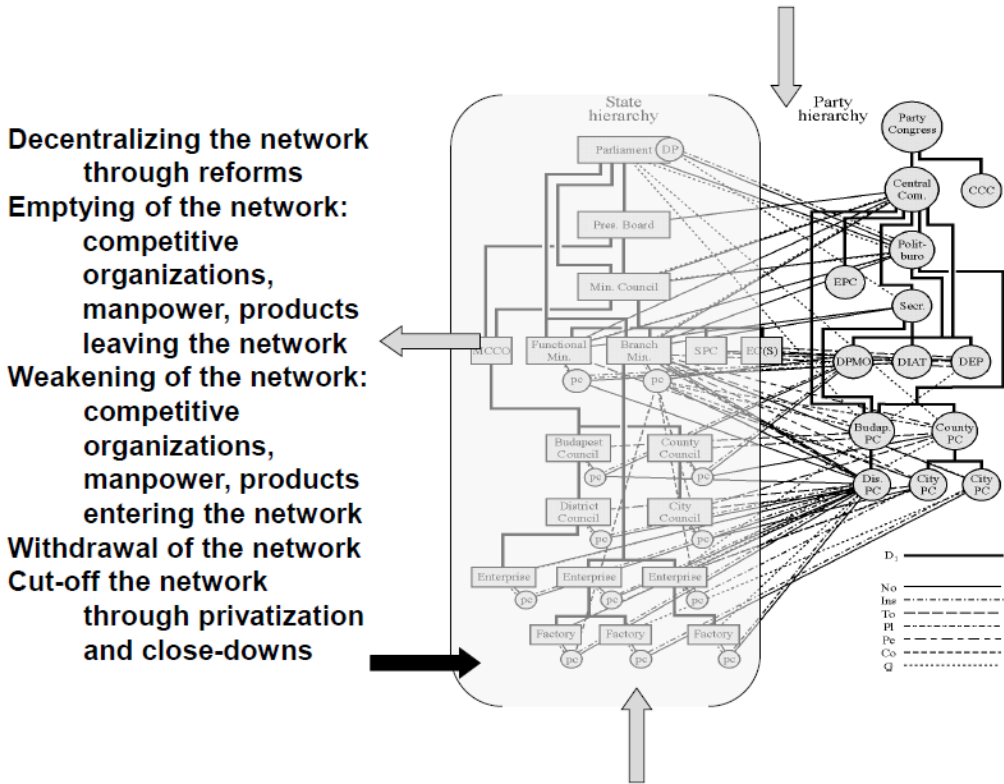 Decentralizing the network
through reforms
Emptying of the network:
competitive
organizations,
manpower, products
leaving the network
Weakening of the network:
competitive
organizations,
manpower, products
entering the network
Withdrawal of the network
Cut-off the network
through privatization
and close-downs
State
hierarchy
Parliament
DP
Pres. Board
Min. Council
MCCO
Functional
Min.
Branch
Min.
SPC
EC(S)
pc
pc
Budapest
Council
County
Council
pc
pc
District
Council
City
Council
pc
pc
Enterprise
Enterprise
Enterprise
pc
pc
pc
Factory
Factory
Factory
pc
pc
pc
Party
hierarchy
Party
Congress
Central
Com.
CCC
Polit-
buro
EPC
Secr.
DPMO
DIAT
DEP
Budap.
PC
County
PC
Dis.
PC
City
PC
City
PC
No
Ins
To
Pl
Pe
Co
Q